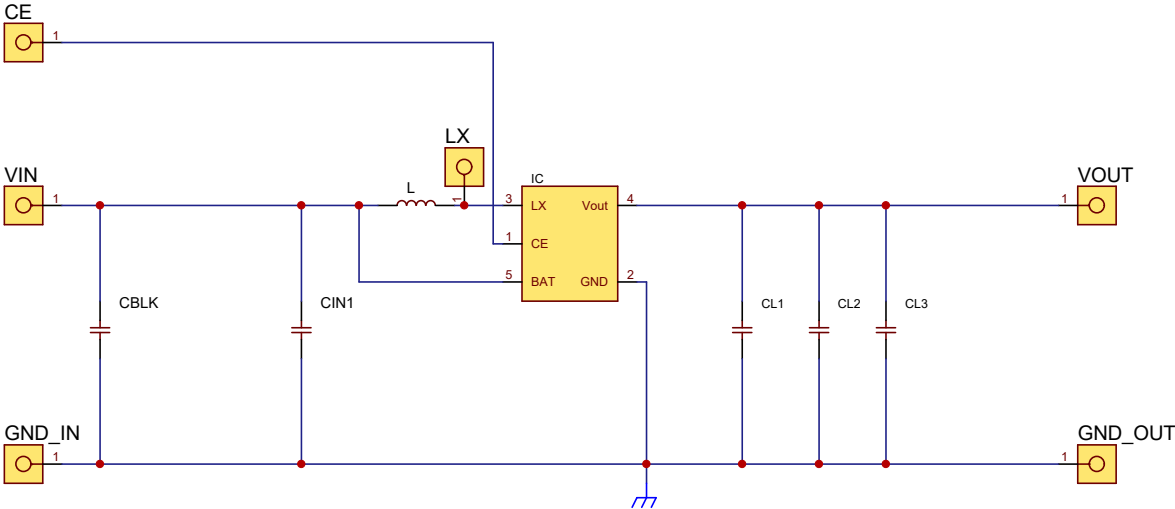 CE
1
LX
1
VIN
1
L
IC
3 LX Vout 4
1 CE
5 BAT GND 2
VOUT
1
CBLK
CIN1
CL1
CL2
CL3
GND_IN
1
GND_OUT
1